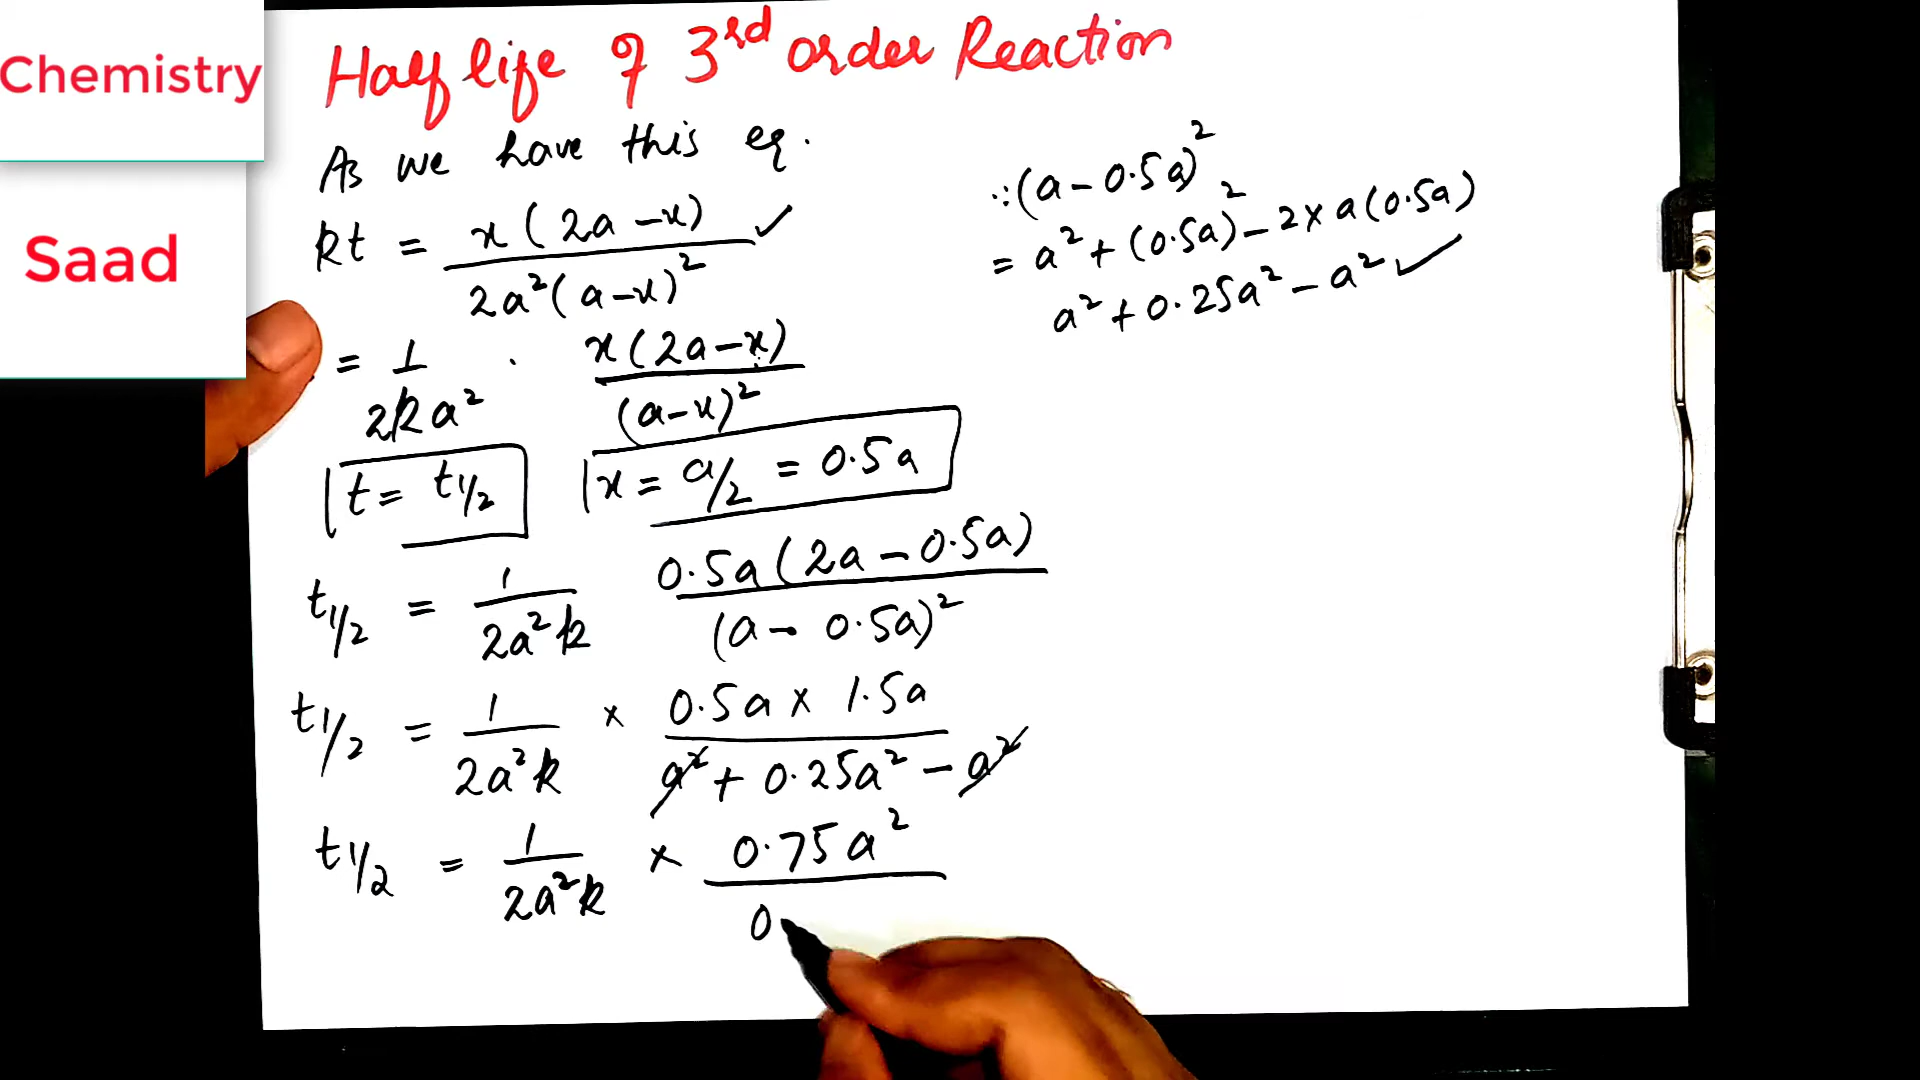 Chemistry
Saad
Half life of 3rd order Reaction
As we have this eq.
kt = x(2a-x) / 2a²(a-x)² ✓
= 1 / 2ka² . x(2a-x) / (a-x)²
t = t1/2 x = a/2 = 0.5a
t1/2 = 1 / 2a²k 0.5a(2a-0.5a) / (a-0.5a)²
t1/2 = 1 / 2a²k × 0.5a × 1.5a / a² + 0.25a² - a²
t1/2 = 1 / 2a²k × 0.75a² / 0
∵ (a-0.5a)²
= a² + (0.5a)² - 2×a(0.5a)
a² + 0.25a² - a² ✓